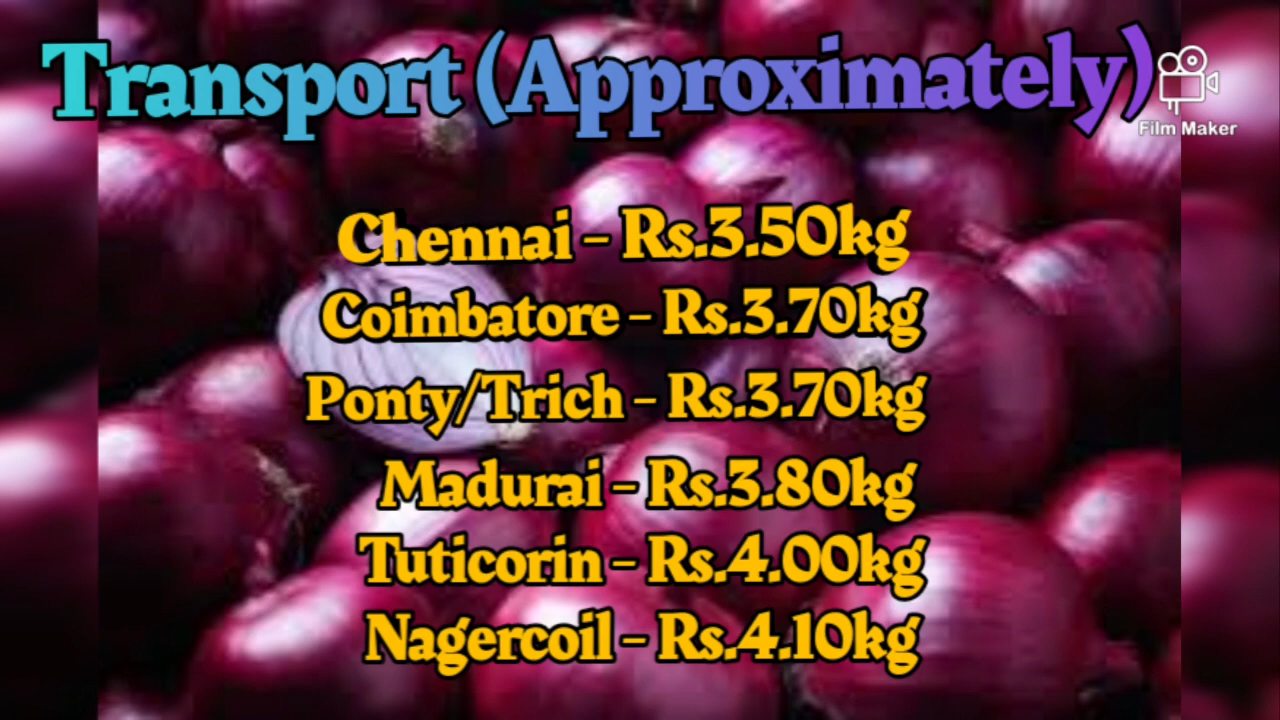 Transport (Approximately)
Film Maker
Chennai - Rs.3.50kg
Coimbatore - Rs.3.70kg
Ponty/Trich - Rs.3.70kg
Madurai - Rs.3.80kg
Tuticorin - Rs.4.00kg
Nagercoil - Rs.4.10kg